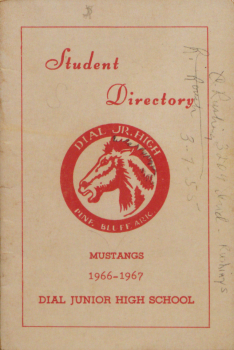 Student
Directory
DIAL JR. HIGH
PINE BLUFF ARK
MUSTANGS
1966-1967
DIAL JUNIOR HIGH SCHOOL